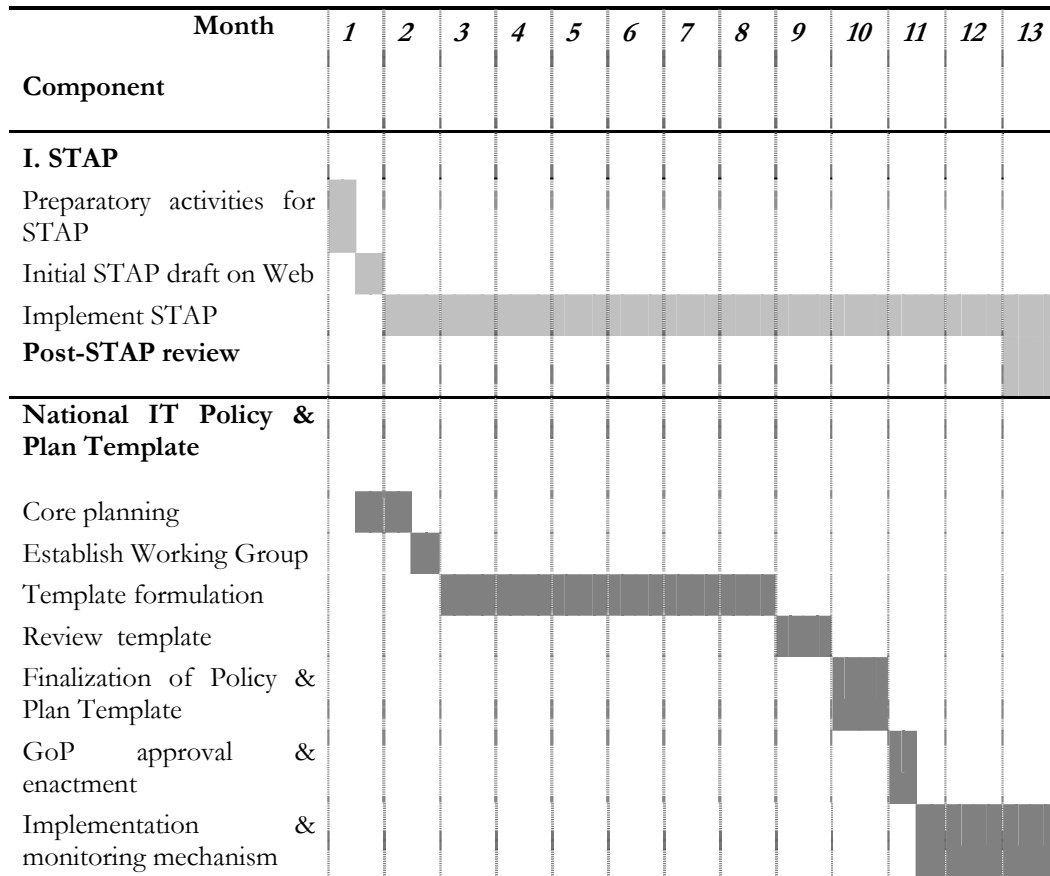 Month 1 2 3 4 5 6 7 8 9 10 11 12 13
Component
I. STAP
Preparatory activities for
STAP
Initial STAP draft on Web
Implement STAP
Post-STAP review
National IT Policy &
Plan Template
Core planning
Establish Working Group
Template formulation
Review template
Finalization of Policy &
Plan Template
GoP approval &
enactment
Implementation &
monitoring mechanism